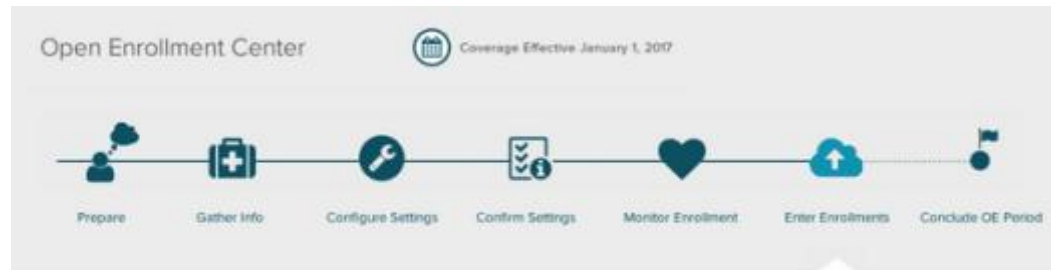 Open Enrollment Center
Coverage Effective January 1, 2017
Prepare
Gather Info
Configure Settings
Confirm Settings
Monitor Enrollment
Enter Enrollments
Conclude OE Period